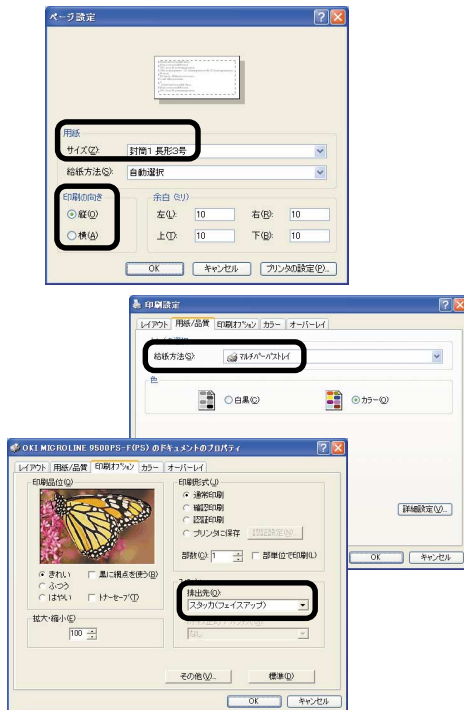 ページ設定
用紙
サイズ(Z): 封筒1 長形3号
給紙方法(S): 自動選択
印刷の向き
縦(O)
横(A)
余白(ミリ)
左(L): 10 右(R): 10
上(T): 10 下(B): 10
OK キャンセル プリンタの設定(P)...
印刷設定
レイアウト 用紙/品質 印刷オプション カラー オーバーレイ
給紙方法(S): マルチパーパストレイ
色
白黒(K) カラー(C)
詳細設定(V)...
OK キャンセル
OKI MICROLINE 9500PS-F(PS) のドキュメントのプロパティ
レイアウト 用紙/品質 印刷オプション カラー オーバーレイ
印刷品位(Q)
きれい
ふつう
はやい
黒に網点を使う(B)
トナーセーブ(T)
拡大・縮小(E)
100
印刷形式(J)
通常印刷
確認印刷
認証印刷
プリンタに保存
部数(C): 1 部単位で印刷(L)
排出先(O):
スタッカ(フェイスアップ)
なし
その他(V)... 標準(D)
OK キャンセル